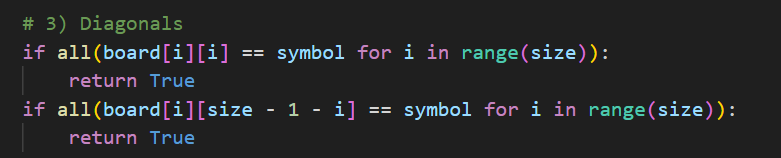 # 3) Diagonals
if all(board[i][i] == symbol for i in range(size)):
    return True
if all(board[i][size - 1 - i] == symbol for i in range(size)):
    return True